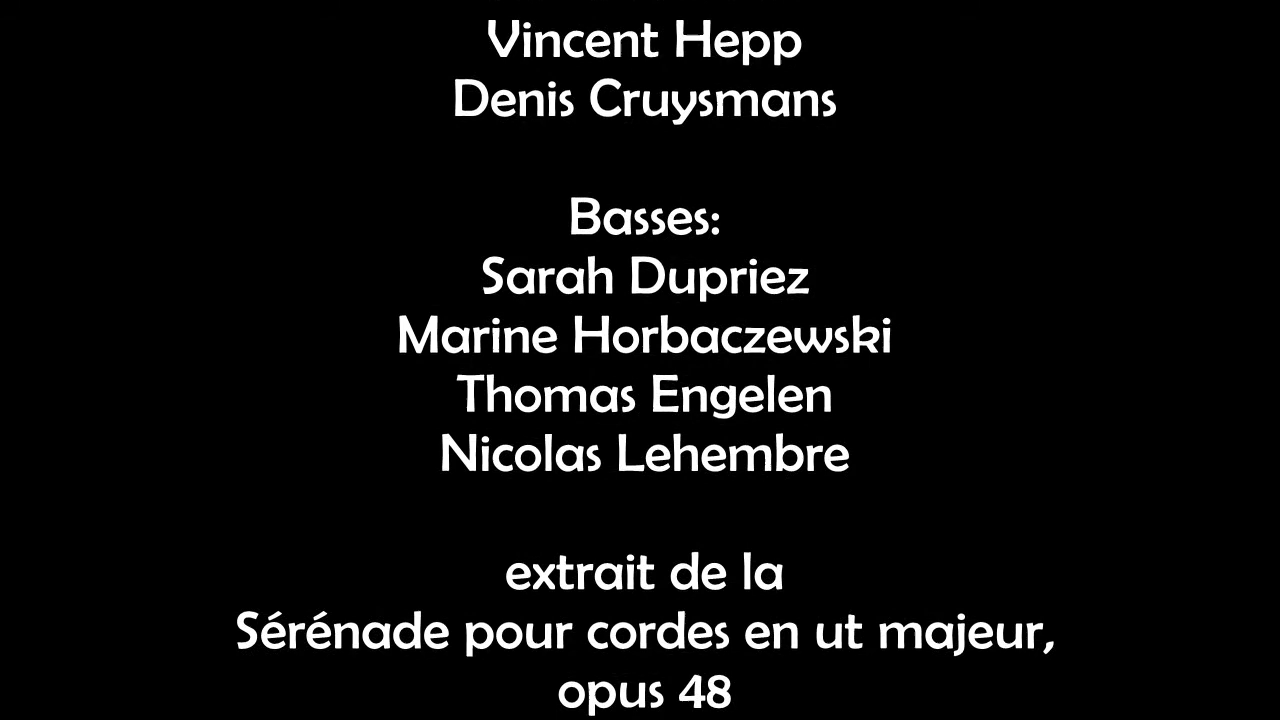 Vincent Hepp
Denis Cruysmans
Basses:
Sarah Dupriez
Marine Horbaczewski
Thomas Engelen
Nicolas Lehembre
extrait de la
Sérénade pour cordes en ut majeur,
opus 48